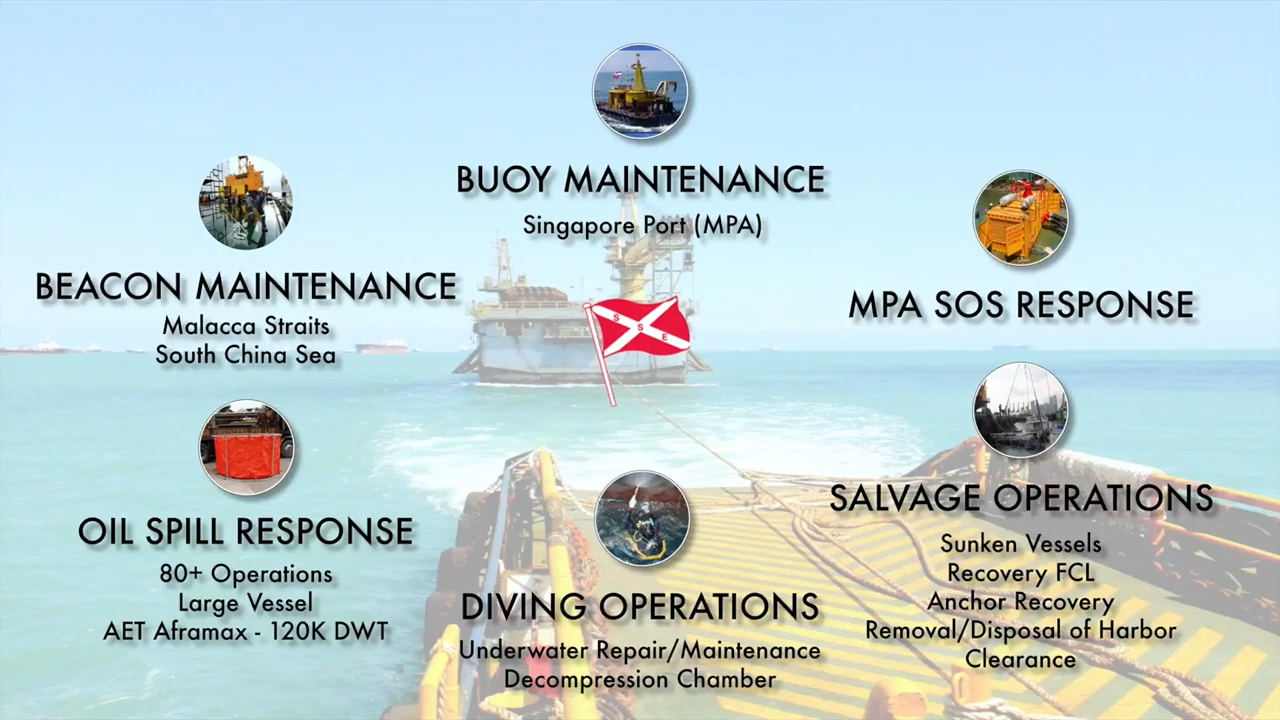 BUOY MAINTENANCE
Singapore Port (MPA)
BEACON MAINTENANCE
Malacca Straits
South China Sea
MPA SOS RESPONSE
S S E
OIL SPILL RESPONSE
80+ Operations
Large Vessel
AET Aframax - 120K DWT
DIVING OPERATIONS
Underwater Repair/Maintenance
Decompression Chamber
SALVAGE OPERATIONS
Sunken Vessels
Recovery FCL
Anchor Recovery
Removal/Disposal of Harbor
Clearance